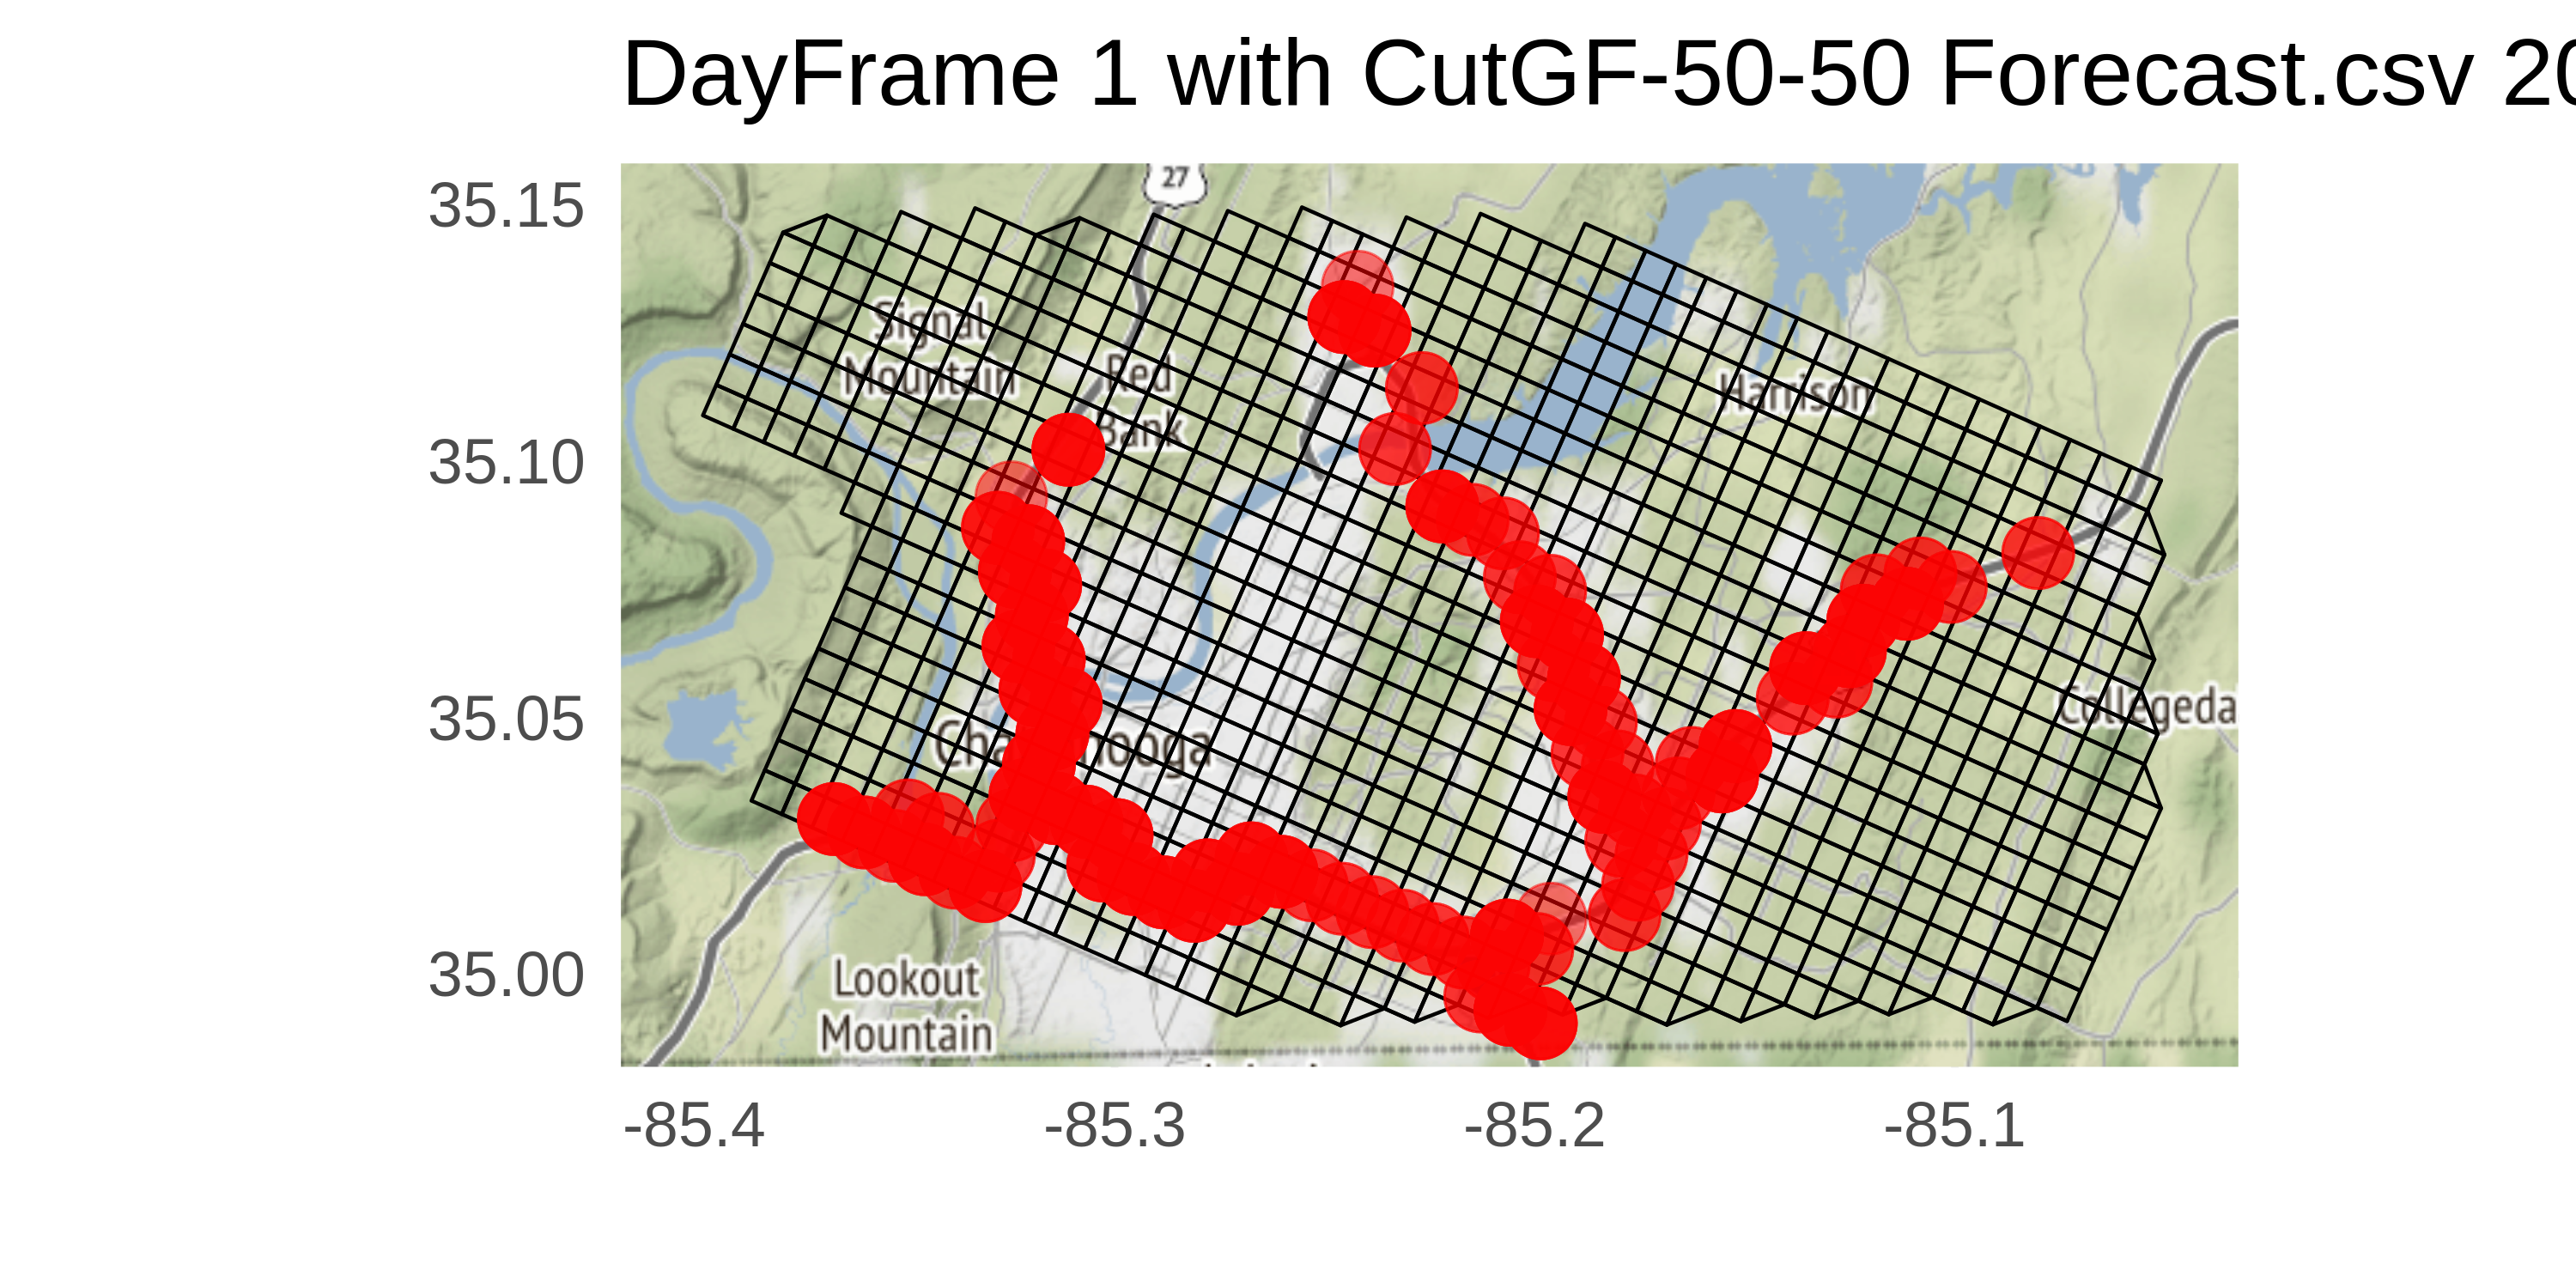 DayFrame 1 with CutGF-50-50 Forecast.csv 20
35.15
35.10
35.05
35.00
27
Signal
Mountain
Red
Bank
Harrison
Collegeda
Lookout
Mountain
-85.4
-85.3
-85.2
-85.1